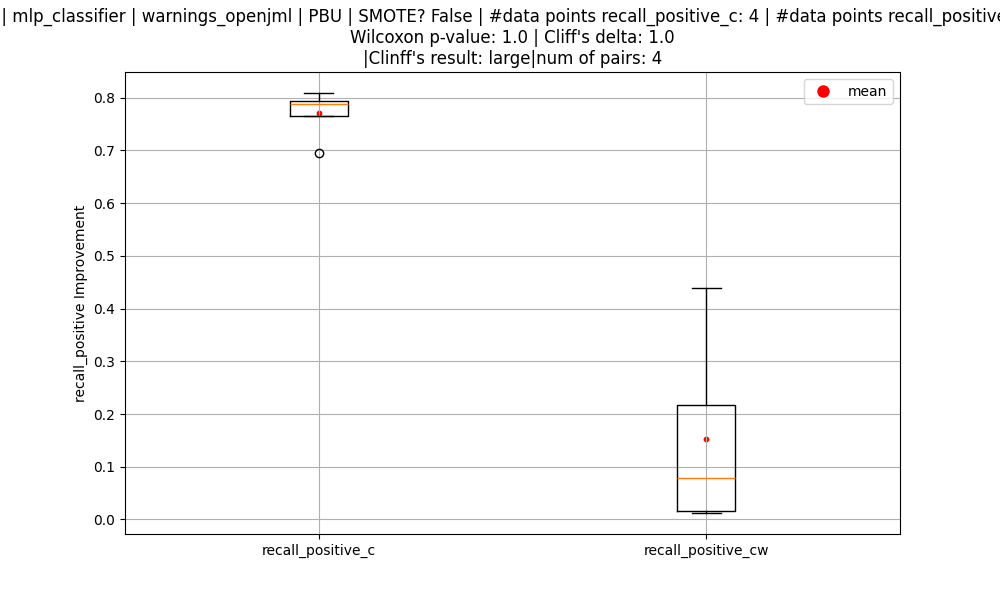 | mlp_classifier | warnings_openjml | PBU | SMOTE? False | #data points recall_positive_c: 4 | #data points recall_positive
Wilcoxon p-value: 1.0 | Cliff's delta: 1.0
|Clinff's result: large|num of pairs: 4
mean
0.8
0.7
0.6
0.5
0.4
0.3
0.2
0.1
0.0
recall_positive Improvement
recall_positive_c
recall_positive_cw